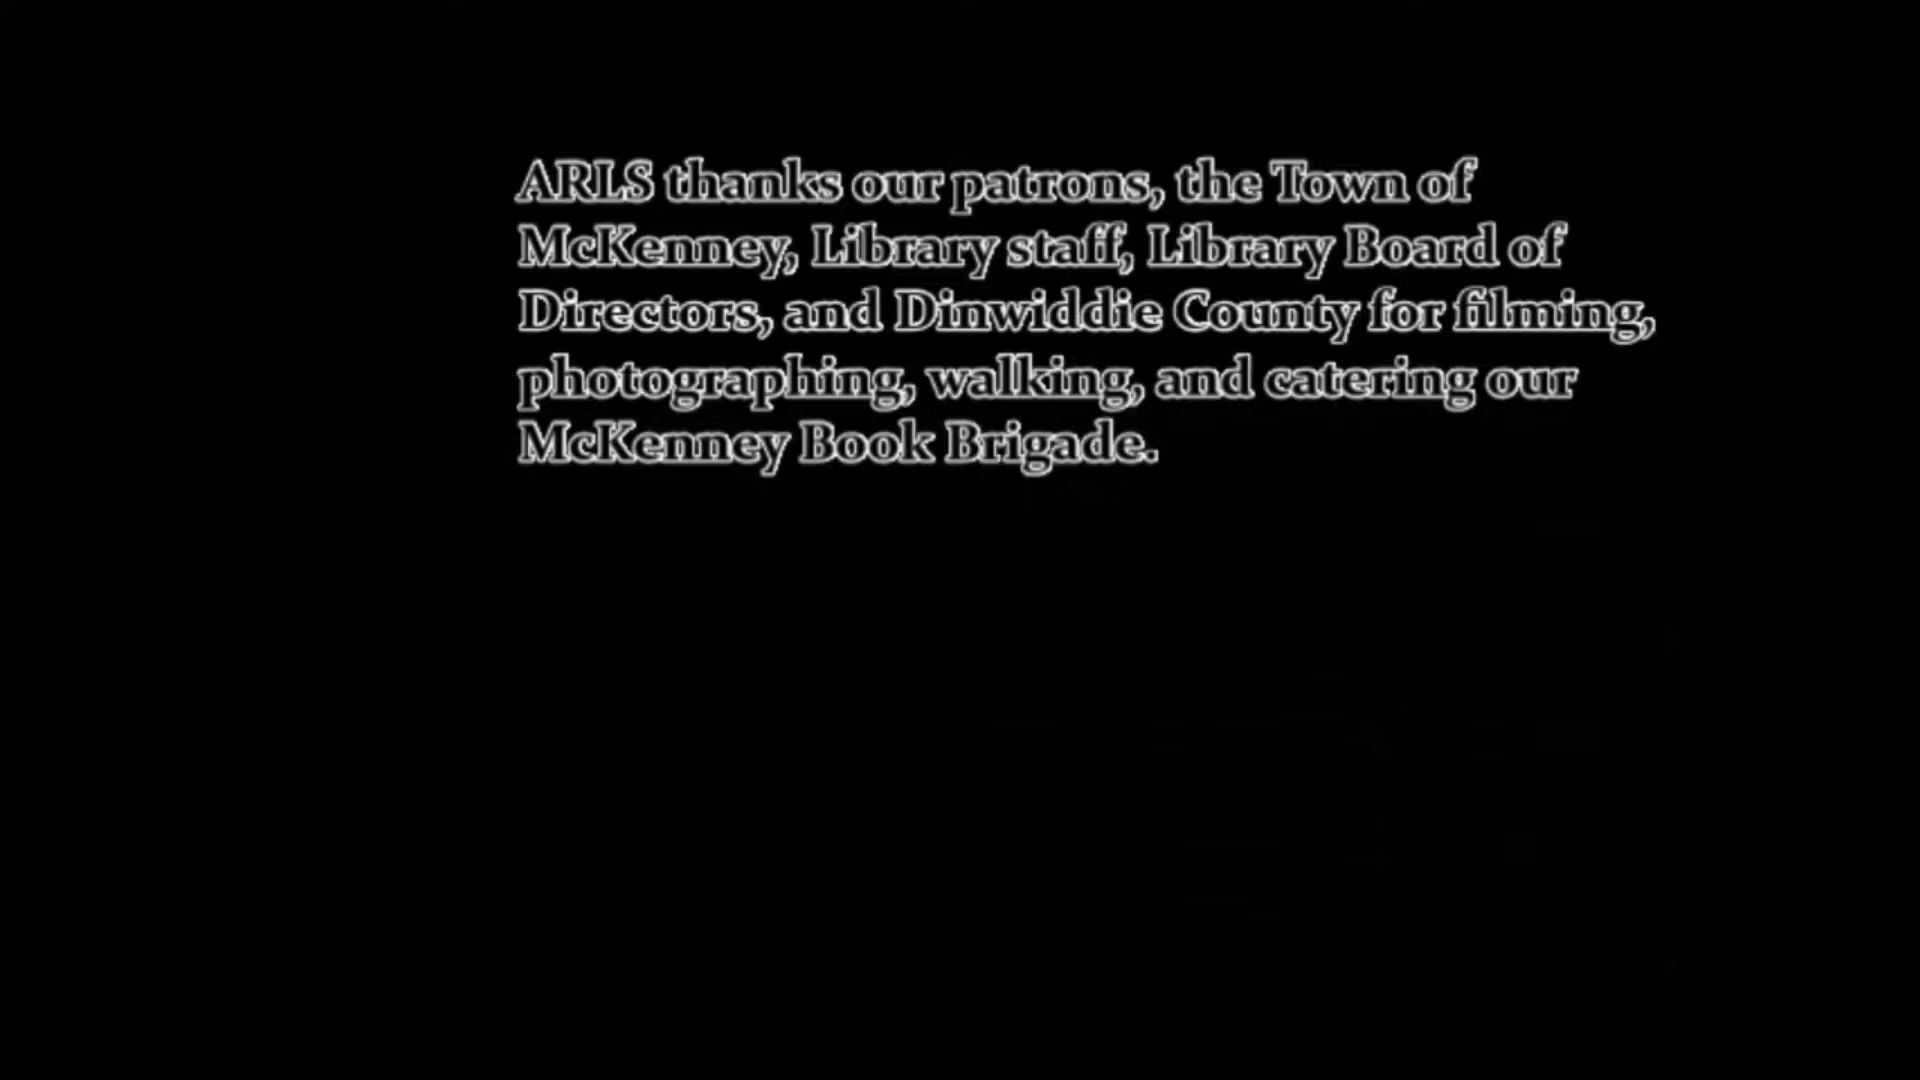 ARLS thanks our patrons, the Town of
McKenney, Library staff, Library Board of
Directors, and Dinwiddie County for filming,
photographing, walking, and catering our
McKenney Book Brigade.